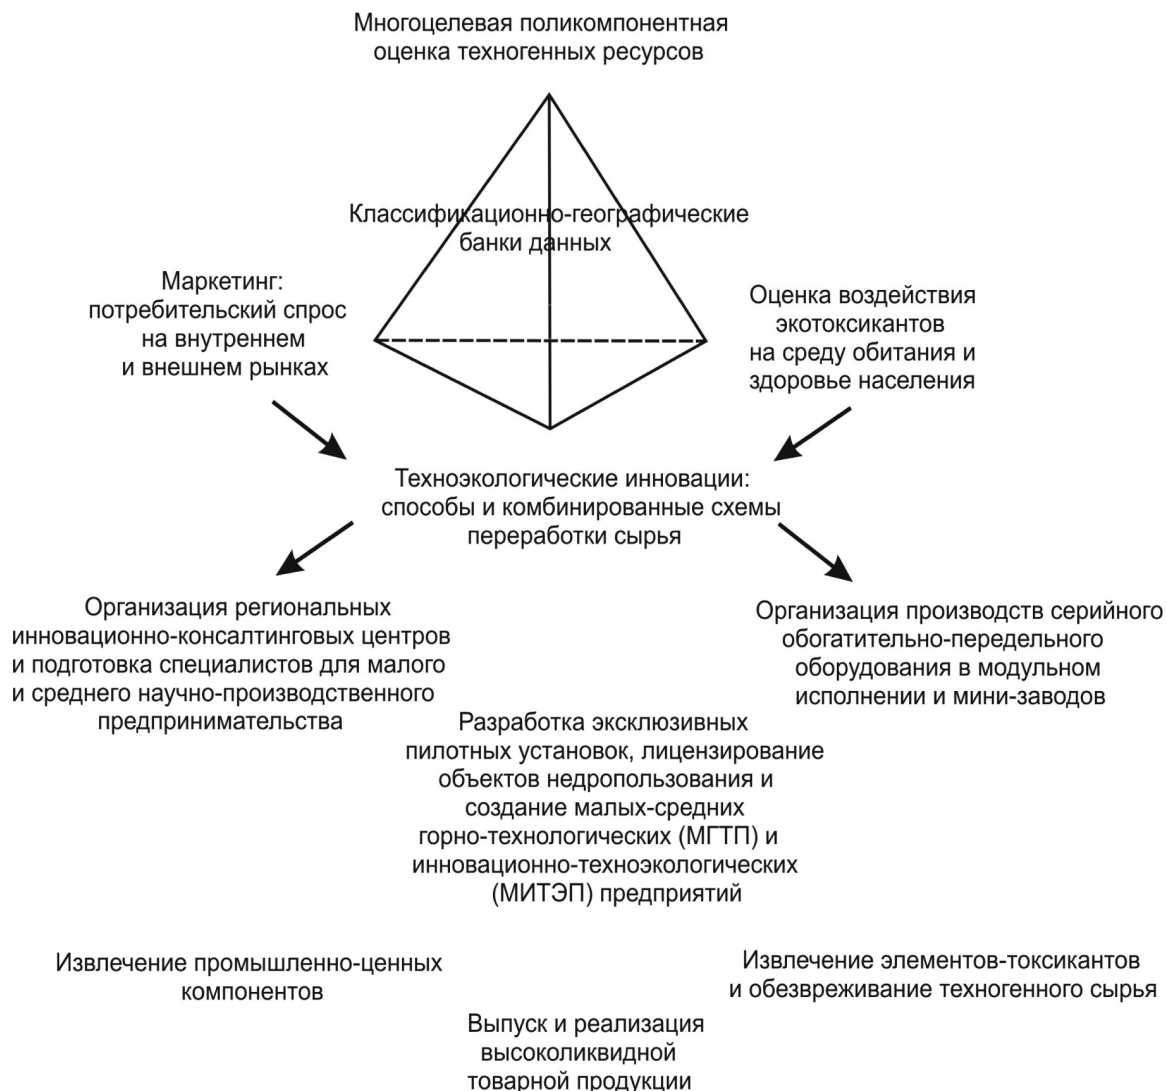 Многоцелевая поликомпонентная
оценка техногенных ресурсов
Классификационно-географические
банки данных
Маркетинг:
потребительский спрос
на внутреннем
и внешнем рынках
Оценка воздействия
экотоксикантов
на среду обитания и
здоровье населения
Техноэкологические инновации:
способы и комбинированные схемы
переработки сырья
Организация региональных
инновационно-консалтинговых центров
и подготовка специалистов для малого
и среднего научно-производственного
предпринимательства
Организация производств серийного
обогатительно-передельного
оборудования в модульном
исполнении и мини-заводов
Разработка эксклюзивных
пилотных установок, лицензирование
объектов недропользования и
создание малых-средних
горно-технологических (МГТП) и
инновационно-техноэкологических
(МИТЭП) предприятий
Извлечение промышленно-ценных
компонентов
Извлечение элементов-токсикантов
и обезвреживание техногенного сырья
Выпуск и реализация
высоколиквидной
товарной продукции